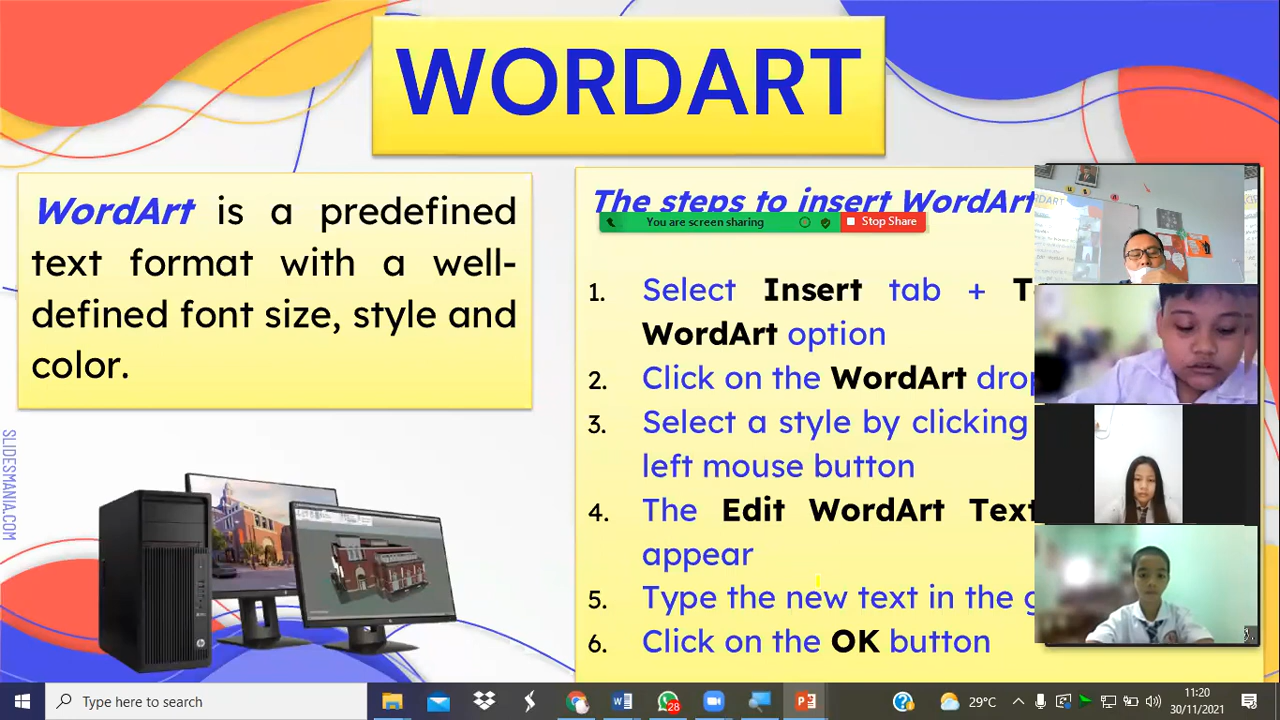 WORDART
WordArt is a predefined
text format with a well-
defined font size, style and
color.
The steps to insert WordArt
You are screen sharing
Stop Share
1. Select Insert tab +
WordArt option
2. Click on the WordArt
3. Select a style by clicking
left mouse button
4. The Edit WordArt Text
appear
5. Type the new text in the
6. Click on the OK button
SLIDESMANIA.COM
Type here to search
28
29°C
11:20
30/11/2021